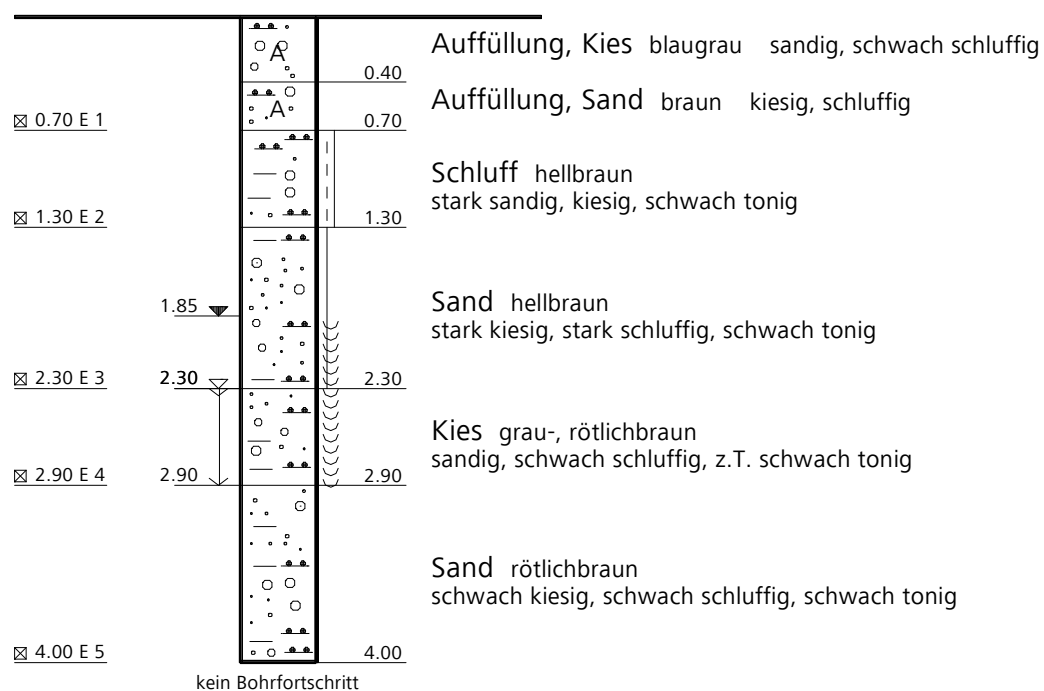 Auffüllung, Kies blaugrau sandig, schwach schluffig
A
0.40
Auffüllung, Sand braun kiesig, schluffig
A
0.70 E 1
0.70
Schluff hellbraun
stark sandig, kiesig, schwach tonig
1.30 E 2
1.30
Sand hellbraun
1.85
stark kiesig, stark schluffig, schwach tonig
2.30 E 3
2.30
2.30
Kies grau-, rötlichbraun
sandig, schwach schluffig, z.T. schwach tonig
2.90 E 4
2.90
2.90
Sand rötlichbraun
schwach kiesig, schwach schluffig, schwach tonig
4.00 E 5
4.00
kein Bohrfortschritt